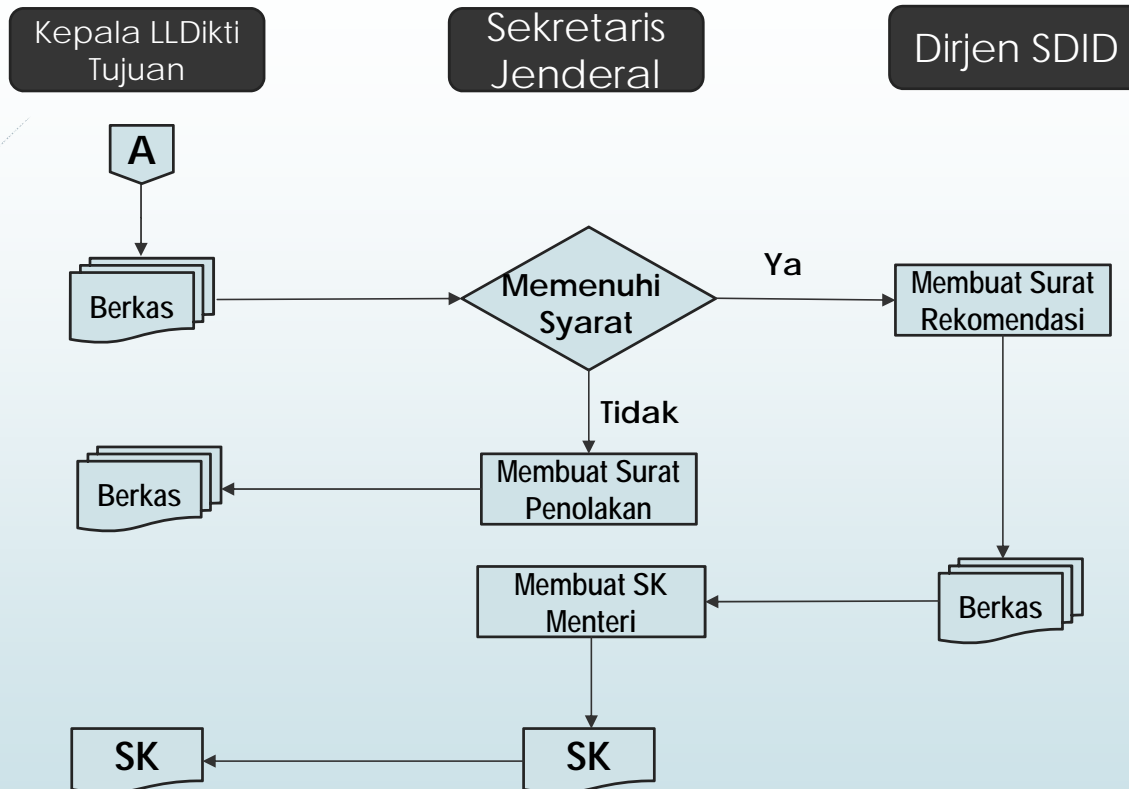 Kepala LLDikti
Tujuan
Sekretaris
Jenderal
Dirjen SDID
A
Berkas
Memenuhi
Syarat
Ya
Membuat Surat
Rekomendasi
Tidak
Berkas
Membuat Surat
Penolakan
Membuat SK
Menteri
Berkas
SK
SK